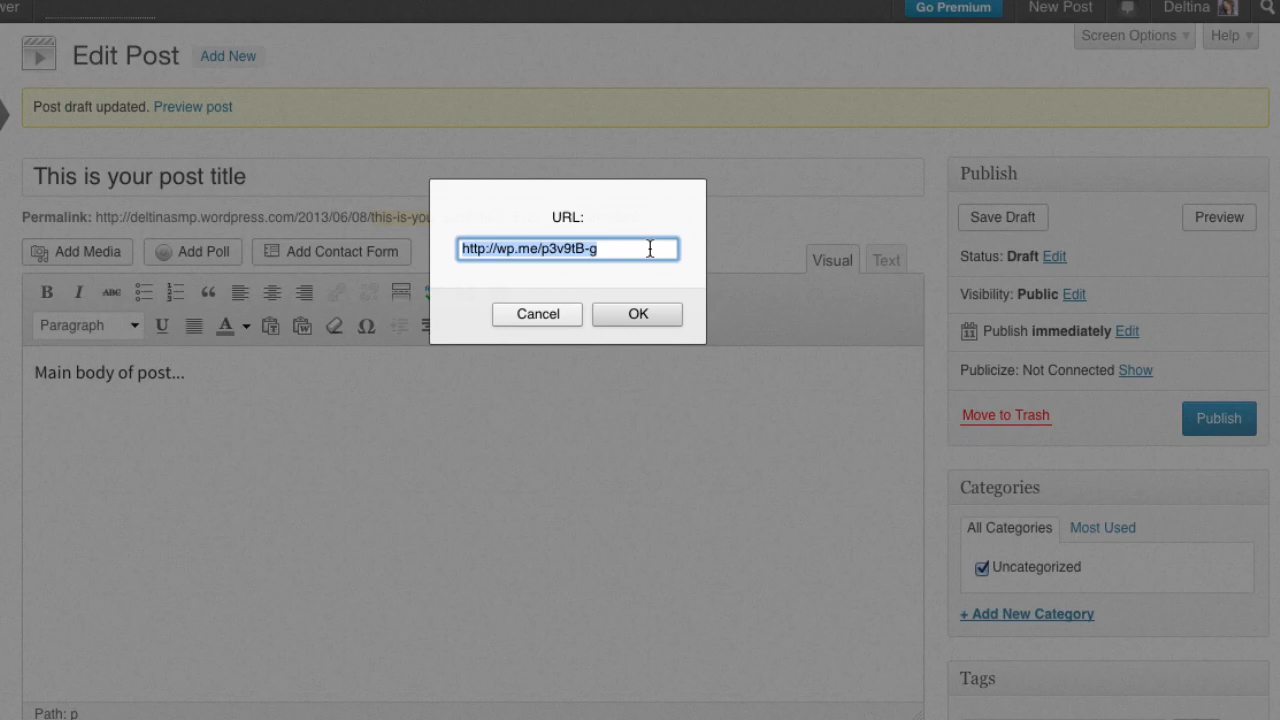 wer
Go Premium
New Post
Deltina
Screen Options ▼
Help ▼
Edit Post
Add New
Post draft updated. Preview post
This is your post title
Permalink: http://deltinasmp.wordpress.com/2013/06/08/this-is-you
Add Media
Add Poll
Add Contact Form
Visual
Text
B I ABC
Paragraph
U A Ω
Main body of post...
Path: p
URL:
http://wp.me/p3v9tB-g
Cancel
OK
Publish
Save Draft
Preview
Status: Draft Edit
Visibility: Public Edit
11 Publish immediately Edit
Publicize: Not Connected Show
Move to Trash
Publish
Categories
All Categories
Most Used
Uncategorized
+ Add New Category
Tags